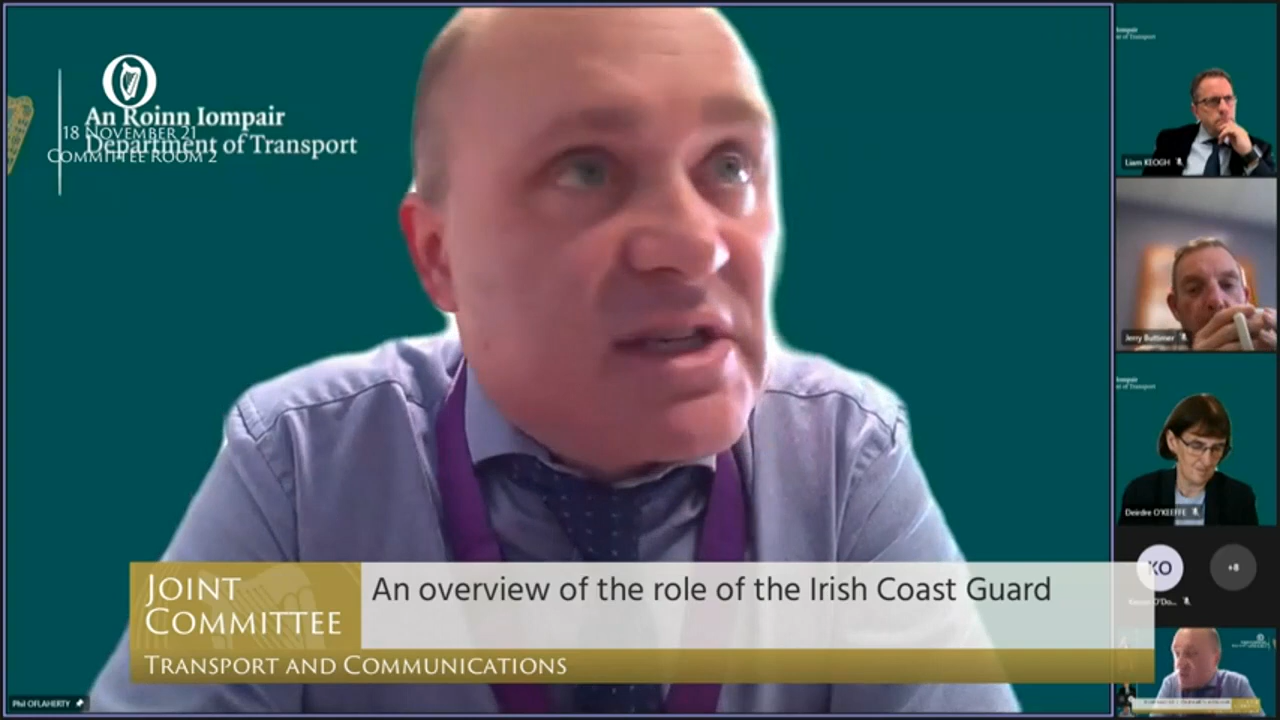 An Roinn Iompair
Department of Transport
18 November 21
Committee Room 2
Joint
Committee
An overview of the role of the Irish Coast Guard
Transport and Communications
Phil OFLAHERTY
Liam KEOGH
Jerry Buttimer
Deirdre O'KEEFFE
KO
+8